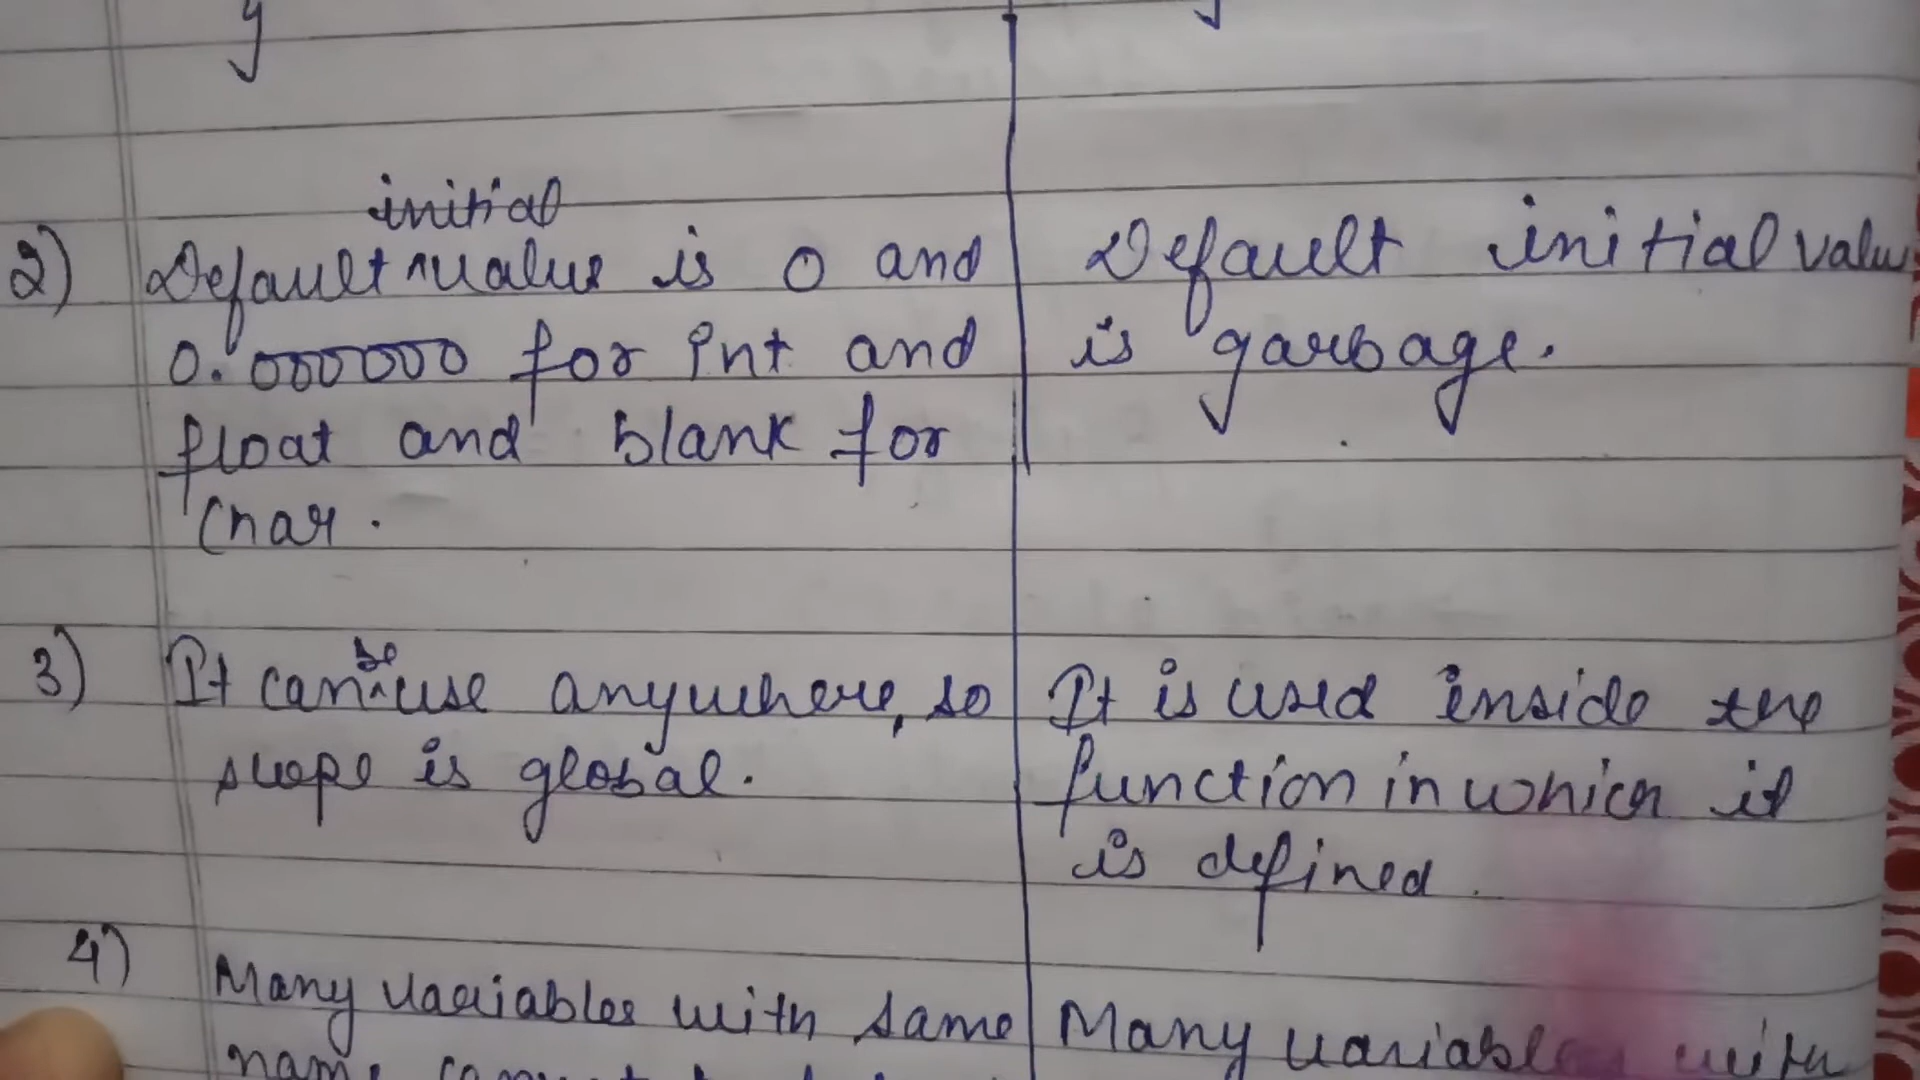 2) Default initial value is 0 and
0.000000 for int and
float and blank for
char.
Default initial value
is garbage.
3) It can be use anywhere, so
scope is global.
It is used inside the
function in which it
is defined.
4) Many variables with same
name cannot
Many variables with